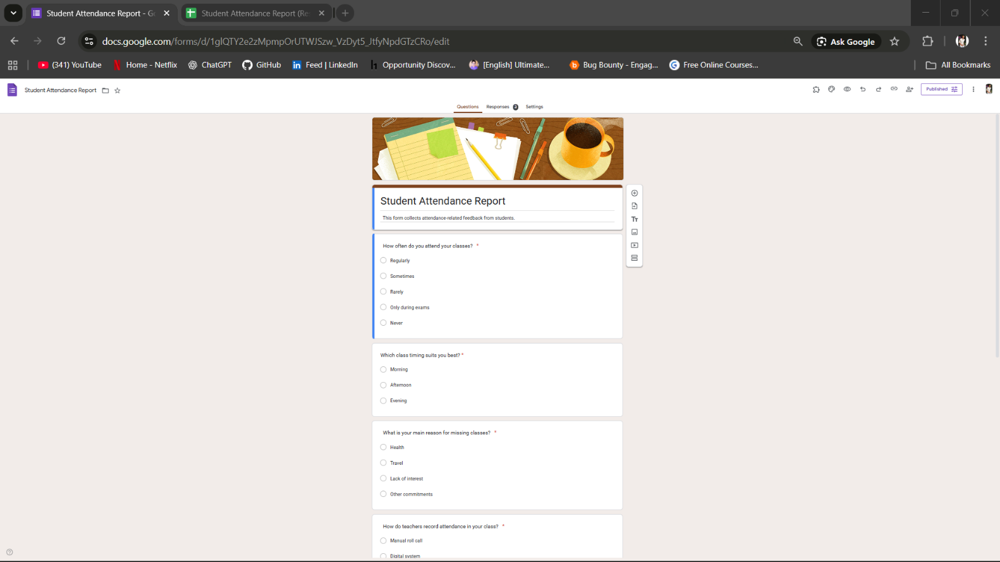 Student Attendance Report - Go
Student Attendance Report (Re
docs.google.com/forms/d/1glQTY2e2zMpmpOrUTWJSzw_VzDyt5_JtfyNpdGTzCRo/edit
Ask Google
(341) YouTube
Home - Netflix
ChatGPT
GitHub
Feed | LinkedIn
Opportunity Discov...
[English] Ultimate...
Bug Bounty - Engag...
Free Online Courses...
All Bookmarks
Student Attendance Report
Published
Questions
Responses
Settings
Student Attendance Report
This form collects attendance-related feedback from students.
How often do you attend your classes? *
Regularly
Sometimes
Rarely
Only during exams
Never
Which class timing suits you best? *
Morning
Afternoon
Evening
What is your main reason for missing classes? *
Health
Travel
Lack of interest
Other commitments
How do teachers record attendance in your class? *
Manual roll call
Digital system